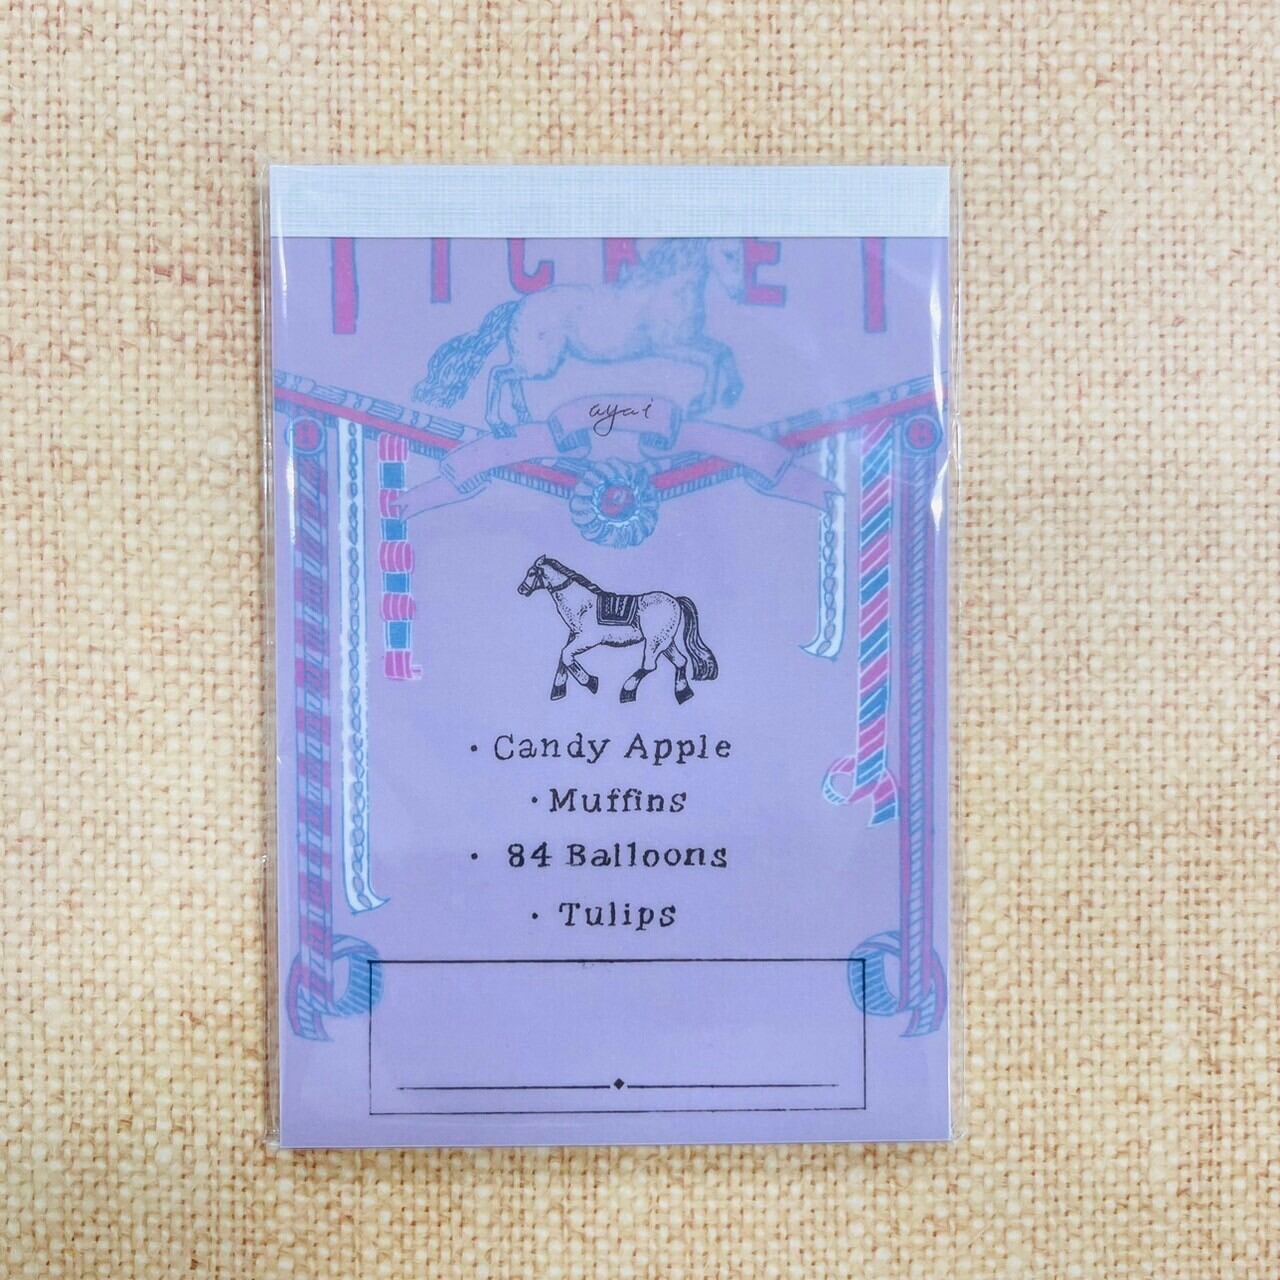 TICKET
ayai
· Candy Apple
· Muffins
· 84 Balloons
· Tulips